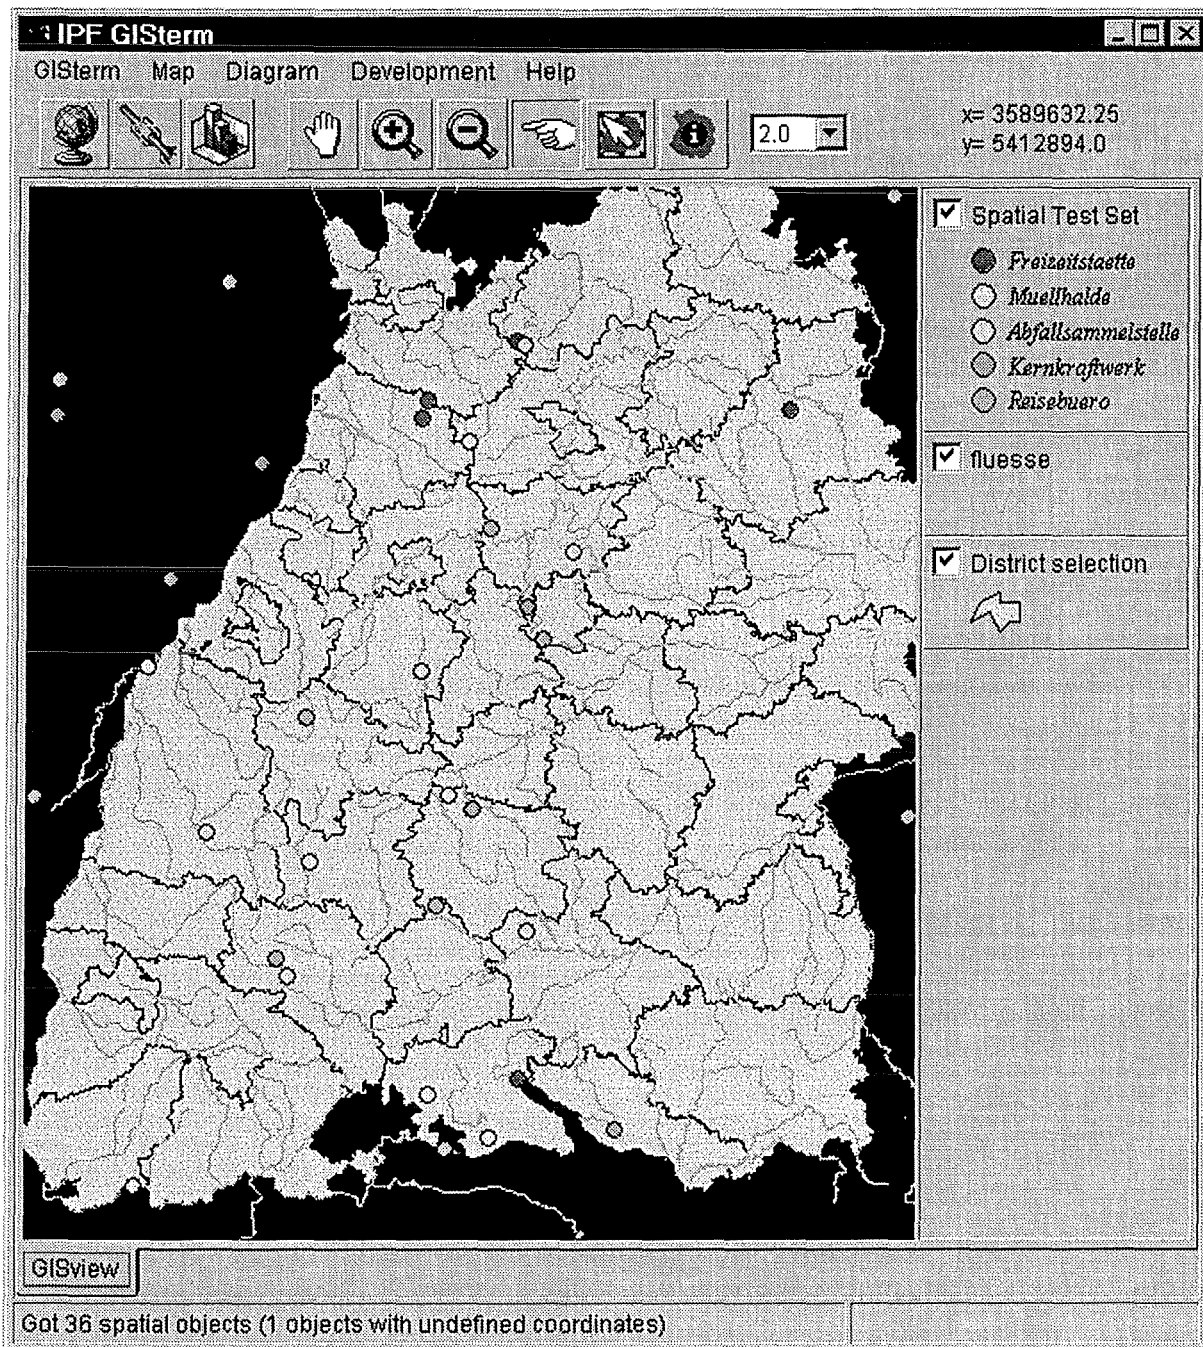 IPF GISterm
GISterm Map Diagram Development Help
2.0
x= 3589632.25
y= 5412894.0
Spatial Test Set
Freizeitstaette
Muellhalde
Abfallsammelstelle
Kernkraftwerk
Reisebuero
fluesse
District selection
GISview
Got 36 spatial objects (1 objects with undefined coordinates)